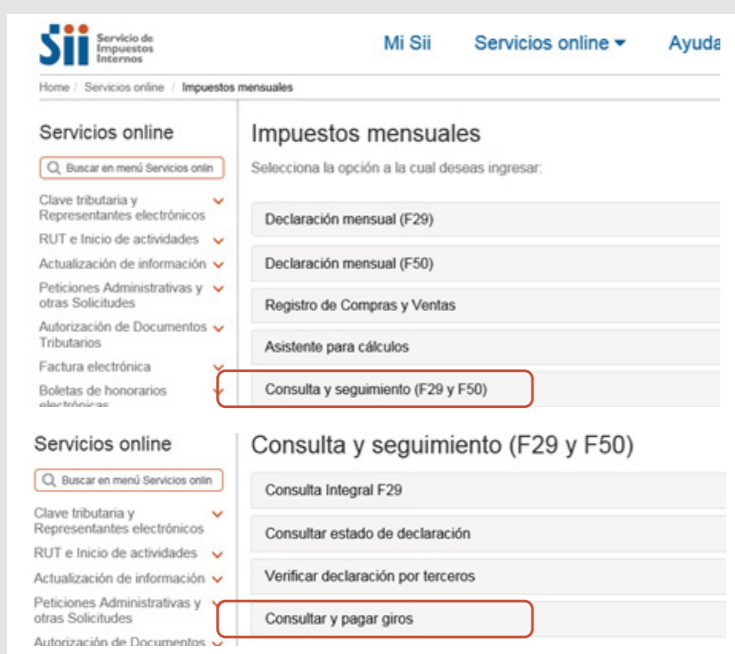 Sii Servicio de
Impuestos
Internos
Mi Sii Servicios online Ayuda
Home / Servicios online / Impuestos mensuales
Servicios online
Buscar en menú Servicios onlin
Clave tributaria y
Representantes electrónicos
RUT e Inicio de actividades
Actualización de información
Peticiones Administrativas y
otras Solicitudes
Autorización de Documentos
Tributarios
Factura electrónica
Boletas de honorarios
electrónicas
Impuestos mensuales
Selecciona la opción a la cual deseas ingresar:
Declaración mensual (F29)
Declaración mensual (F50)
Registro de Compras y Ventas
Asistente para cálculos
Consulta y seguimiento (F29 y F50)
Servicios online
Buscar en menú Servicios onlin
Clave tributaria y
Representantes electrónicos
RUT e Inicio de actividades
Actualización de información
Peticiones Administrativas y
otras Solicitudes
Autorización de Documentos
Consulta y seguimiento (F29 y F50)
Consulta Integral F29
Consultar estado de declaración
Verificar declaración por terceros
Consultar y pagar giros